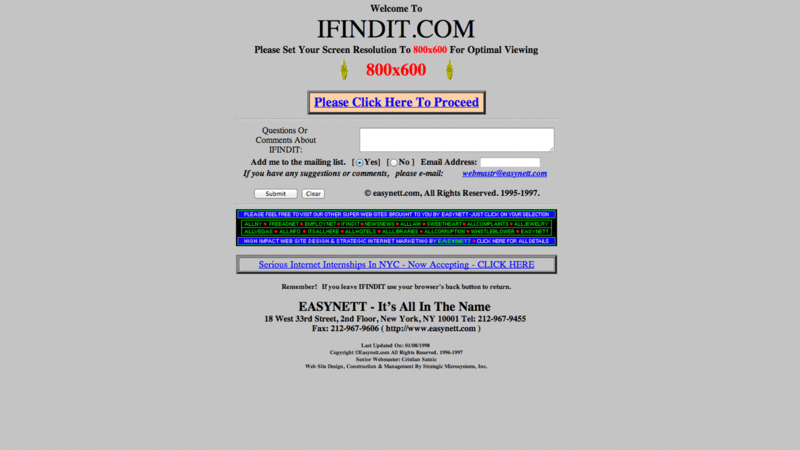 Welcome To
IFINDIT.COM
Please Set Your Screen Resolution To 800x600 For Optimal Viewing
800x600
Please Click Here To Proceed
Questions Or
Comments About
IFINDIT:
Add me to the mailing list. [ Yes] [ No ] Email Address:
If you have any suggestions or comments, please e-mail: webmastr@easynett.com
Submit Clear © easynett.com, All Rights Reserved. 1995-1997.
PLEASE FEEL FREE TO VISIT OUR OTHER SUPER WEB SITES BROUGHT TO YOU BY EASYNETT-JUST CLICK ON YOUR SELECTION
ALLNY FREEADNET EMPLOYNET IFINDIT NEWSNEWS ALLLAW SWEETHEART ALLCOMPLAINTS ALLJEWELRY
ALLVEGAS ALLINFO ITSALLHERE ALLHOTELS ALLLIBRARIES ALLCORRUPTION WHISTLEBLOWER EASYNETT
HIGH IMPACT WEB SITE DESIGN & STRATEGIC INTERNET MARKETING BY EASYNETT CLICK HERE FOR ALL DETAILS
Serious Internet Internships In NYC - Now Accepting - CLICK HERE
Remember! If you leave IFINDIT use your browser's back button to return.
EASYNETT - It's All In The Name
18 West 33rd Street, 2nd Floor, New York, NY 10001 Tel: 212-967-9455
Fax: 212-967-9606 ( http://www.easynett.com )
Last Updated On: 01/08/1998
Copyright ©Easynett.com All Rights Reserved. 1996-1997
Senior Webmaster: Cristian Satnic
Web Site Design, Construction & Management By Strategic Microsystems, Inc.